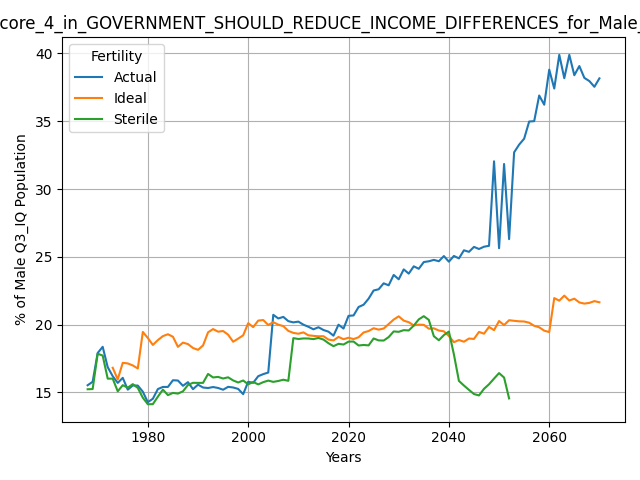 core_4_in_GOVERNMENT_SHOULD_REDUCE_INCOME_DIFFERENCES_for_Male_
Fertility
Actual
Ideal
Sterile
% of Male Q3_IQ Population
40
35
30
25
20
15
1980
2000
2020
2040
2060
Years